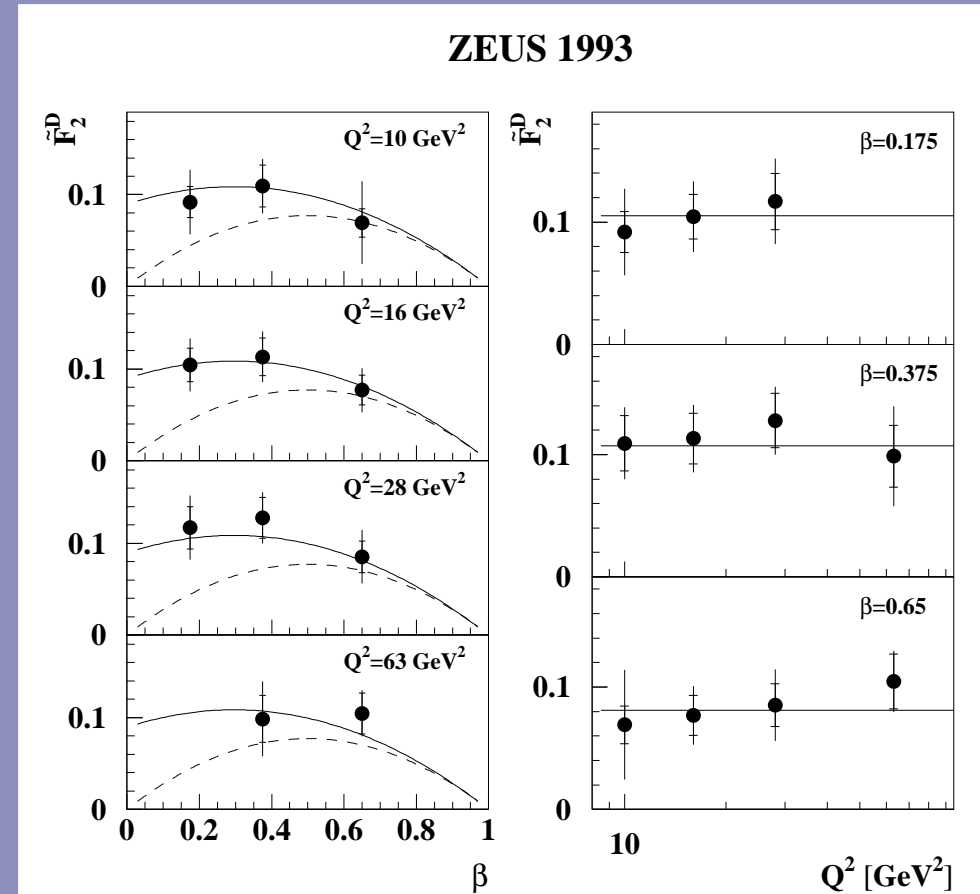 ZEUS 1993
F̃₂ᴰ
Q²=10 GeV²
0.1
0
Q²=16 GeV²
0.1
0
Q²=28 GeV²
0.1
0
Q²=63 GeV²
0.1
0
0 0.2 0.4 0.6 0.8 1
β
F̃₂ᴰ
β=0.175
0.1
0
β=0.375
0.1
0
β=0.65
0.1
0
10
Q² [GeV²]